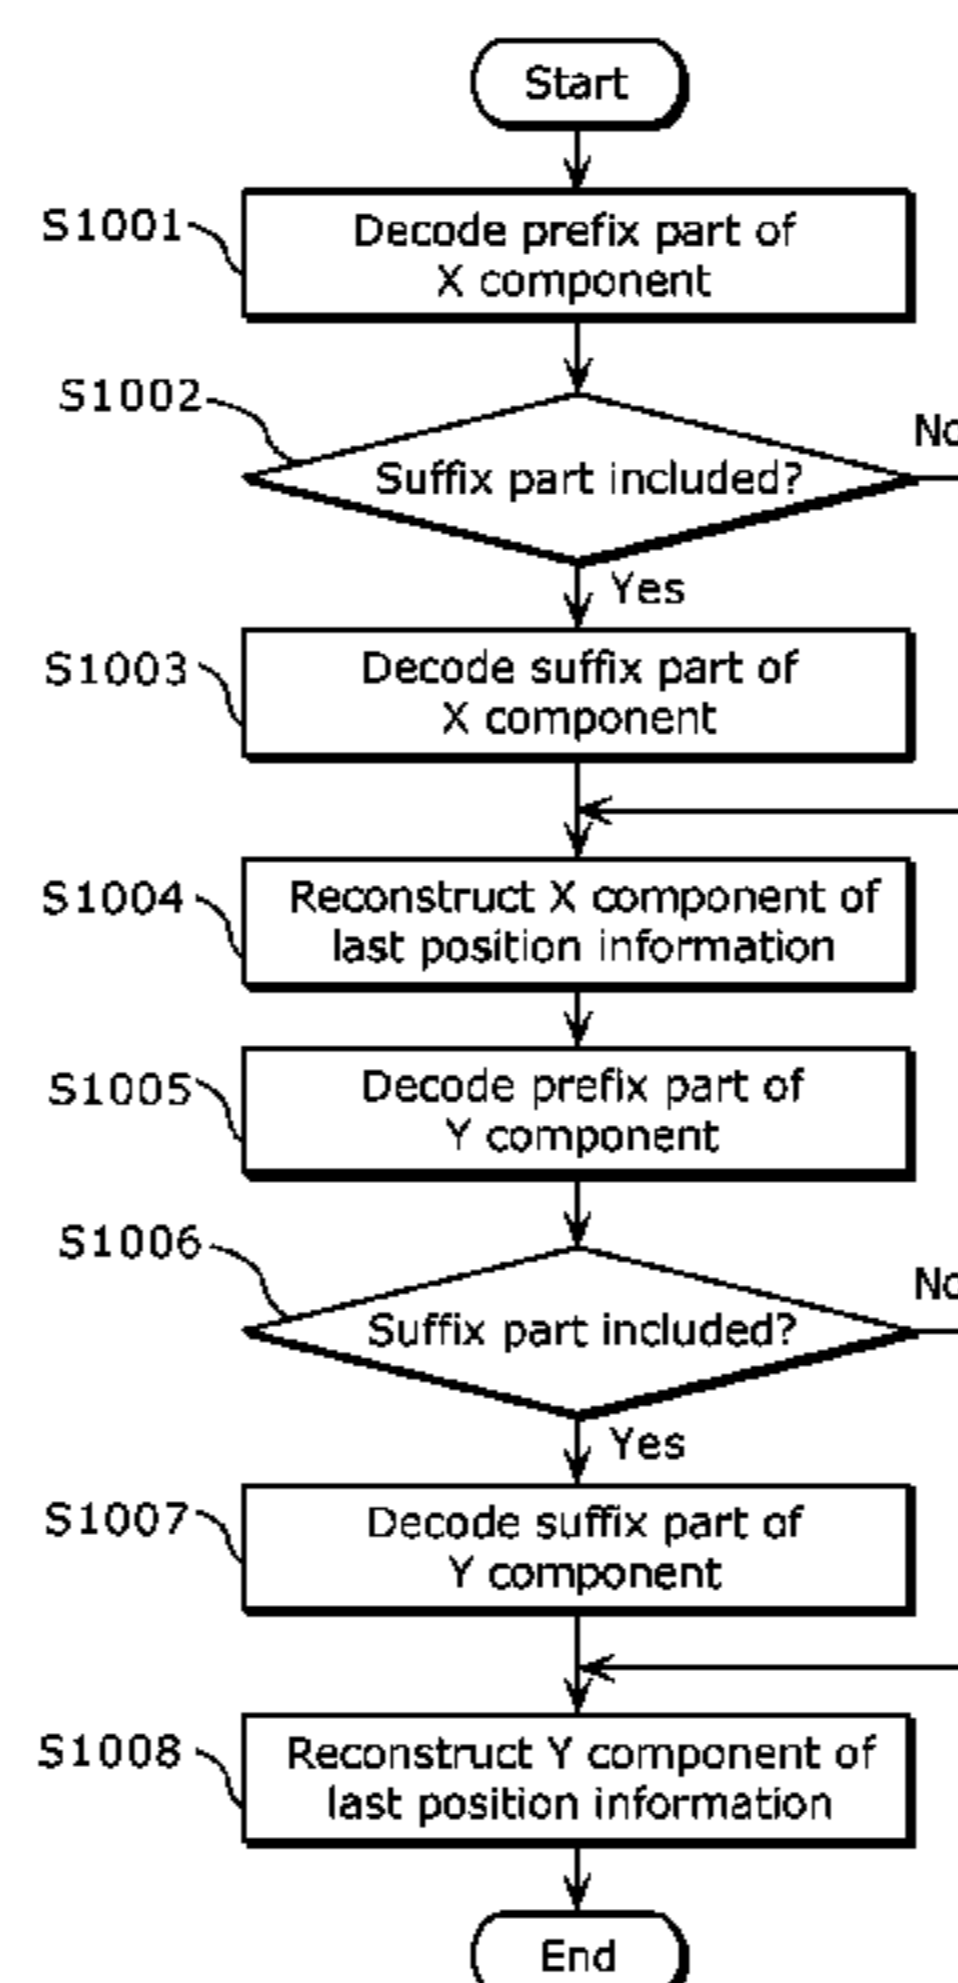 Start
S1001
Decode prefix part of
X component
S1002
Suffix part included?
No
Yes
S1003
Decode suffix part of
X component
S1004
Reconstruct X component of
last position information
S1005
Decode prefix part of
Y component
S1006
Suffix part included?
No
Yes
S1007
Decode suffix part of
Y component
S1008
Reconstruct Y component of
last position information
End